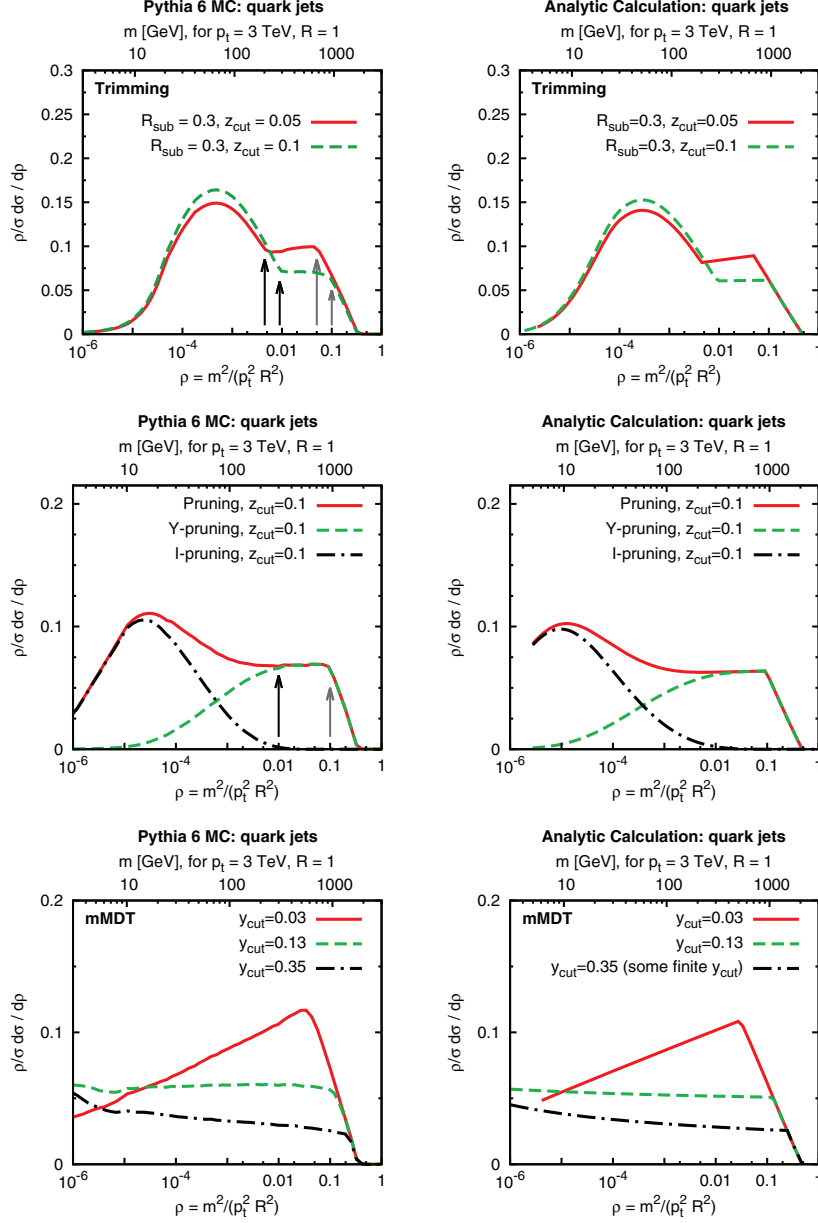 Pythia 6 MC: quark jets
m [GeV], for pt = 3 TeV, R = 1
10 100 1000
Trimming
Rsub = 0.3, zcut = 0.05
Rsub = 0.3, zcut = 0.1
ρ/σ dσ / dρ
0.3
0.25
0.2
0.15
0.1
0.05
0
10⁻⁶ 10⁻⁴ 0.01 0.1 1
ρ = m²/(pt² R²)
Analytic Calculation: quark jets
m [GeV], for pt = 3 TeV, R = 1
10 100 1000
Trimming
Rsub=0.3, zcut=0.05
Rsub=0.3, zcut=0.1
ρ/σ dσ / dρ
0.3
0.25
0.2
0.15
0.1
0.05
0
10⁻⁶ 10⁻⁴ 0.01 0.1 1
ρ = m²/(pt² R²)
Pythia 6 MC: quark jets
m [GeV], for pt = 3 TeV, R = 1
10 100 1000
Pruning, zcut=0.1
Y-pruning, zcut=0.1
I-pruning, zcut=0.1
ρ/σ dσ / dρ
0.2
0.1
0
10⁻⁶ 10⁻⁴ 0.01 0.1 1
ρ = m²/(pt² R²)
Analytic Calculation: quark jets
m [GeV], for pt = 3 TeV, R = 1
10 100 1000
Pruning, zcut=0.1
Y-pruning, zcut=0.1
I-pruning, zcut=0.1
ρ/σ dσ / dρ
0.2
0.1
0
10⁻⁶ 10⁻⁴ 0.01 0.1 1
ρ = m²/(pt² R²)
Pythia 6 MC: quark jets
m [GeV], for pt = 3 TeV, R = 1
10 100 1000
mMDT
ycut=0.03
ycut=0.13
ycut=0.35
ρ/σ dσ / dρ
0.2
0.1
0
10⁻⁶ 10⁻⁴ 0.01 0.1 1
ρ = m²/(pt² R²)
Analytic Calculation: quark jets
m [GeV], for pt = 3 TeV, R = 1
10 100 1000
mMDT
ycut=0.03
ycut=0.13
ycut=0.35 (some finite ycut)
ρ/σ dσ / dρ
0.2
0.1
0
10⁻⁶ 10⁻⁴ 0.01 0.1 1
ρ = m²/(pt² R²)